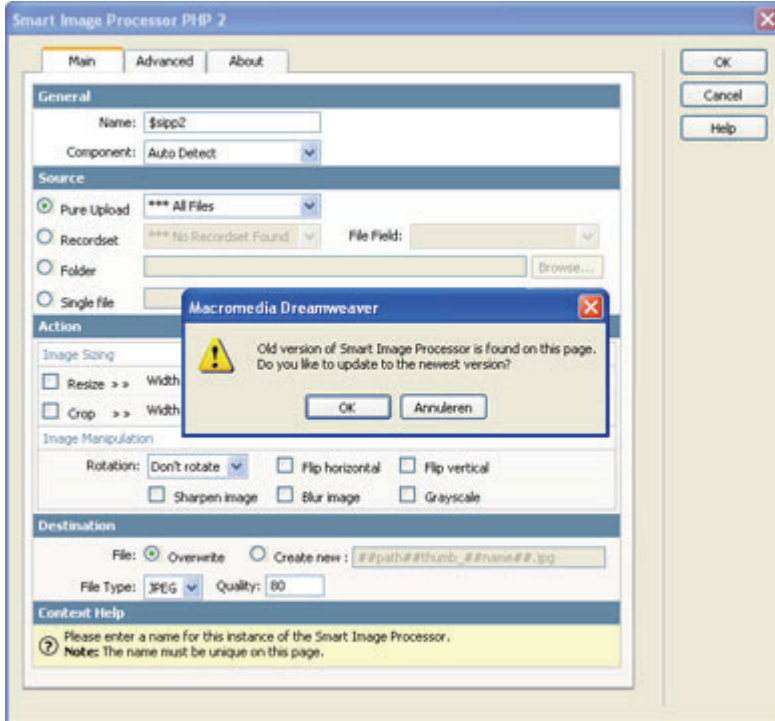 Smart Image Processor PHP 2
Main Advanced About
OK
Cancel
Help
General
Name: $sipp2
Component: Auto Detect
Source
Pure Upload *** All Files
Recordset *** No Recordset Found File Field:
Folder Browse...
Single file
Macromedia Dreamweaver
Old version of Smart Image Processor is found on this page.
Do you like to update to the newest version?
OK Annuleren
Action
Image Sizing
Resize >> Width
Crop >> Width
Image Manipulation
Rotation: Don't rotate Flip horizontal Flip vertical
Sharpen image Blur image Grayscale
Destination
File: Overwrite Create new : ##path##thumb_##name##.jpg
File Type: JPEG Quality: 80
Context Help
Please enter a name for this instance of the Smart Image Processor.
Note: The name must be unique on this page.